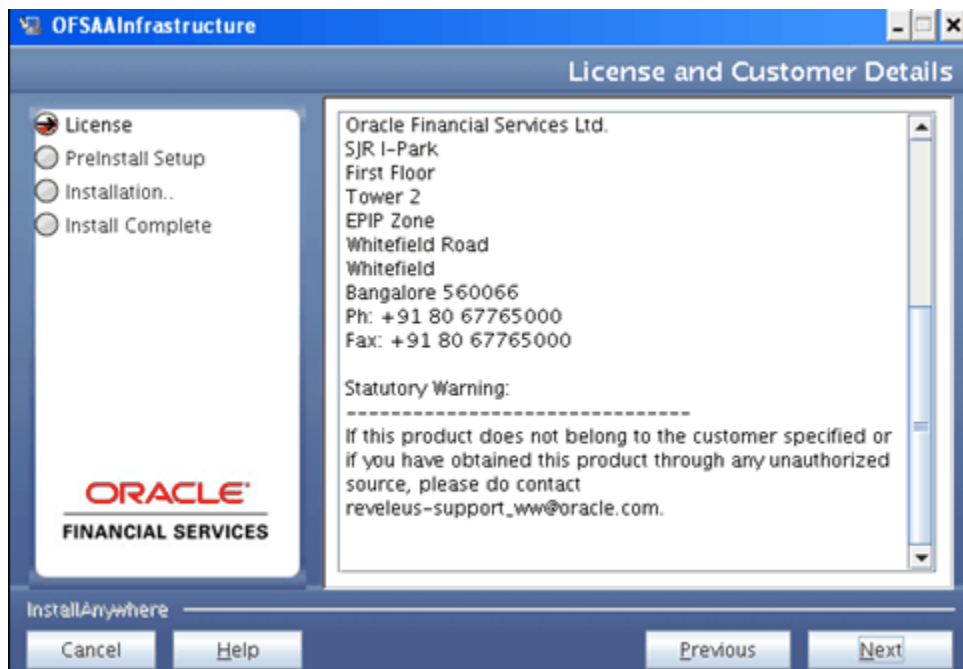 OFSAAInfrastructure
License and Customer Details
License
PreInstall Setup
Installation..
Install Complete
ORACLE
FINANCIAL SERVICES
Oracle Financial Services Ltd.
SJR I-Park
First Floor
Tower 2
EPIP Zone
Whitefield Road
Whitefield
Bangalore 560066
Ph: +91 80 67765000
Fax: +91 80 67765000
Statutory Warning:
-------------------------------
If this product does not belong to the customer specified or
if you have obtained this product through any unauthorized
source, please do contact
reveleus-support_ww@oracle.com.
InstallAnywhere
Cancel
Help
Previous
Next